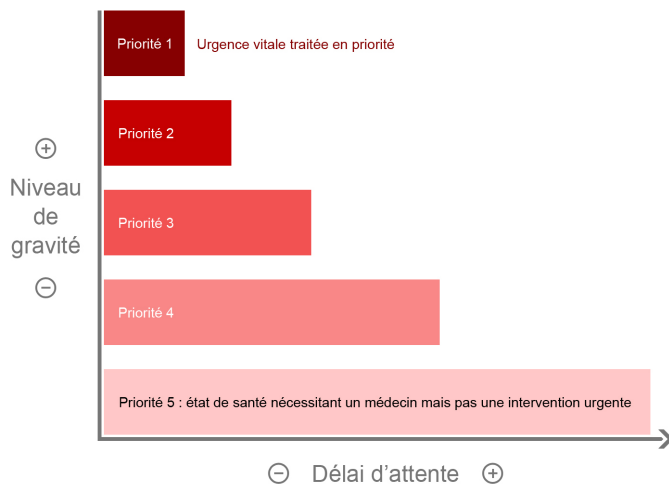 Priorité 1
Urgence vitale traitée en priorité
Priorité 2
Priorité 3
Priorité 4
Priorité 5 : état de santé nécessitant un médecin mais pas une intervention urgente
+
Niveau
de
gravité
−
− Délai d’attente +